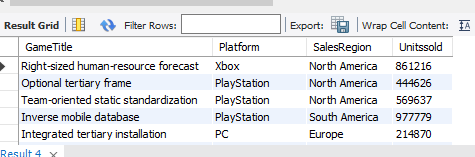 Result Grid Filter Rows: Export: Wrap Cell Content:
GameTitle Platform SalesRegion Unitssold
Right-sized human-resource forecast Xbox North America 861216
Optional tertiary frame PlayStation North America 444626
Team-oriented static standardization PlayStation North America 569637
Inverse mobile database PlayStation South America 977779
Integrated tertiary installation PC Europe 214870
Result 4